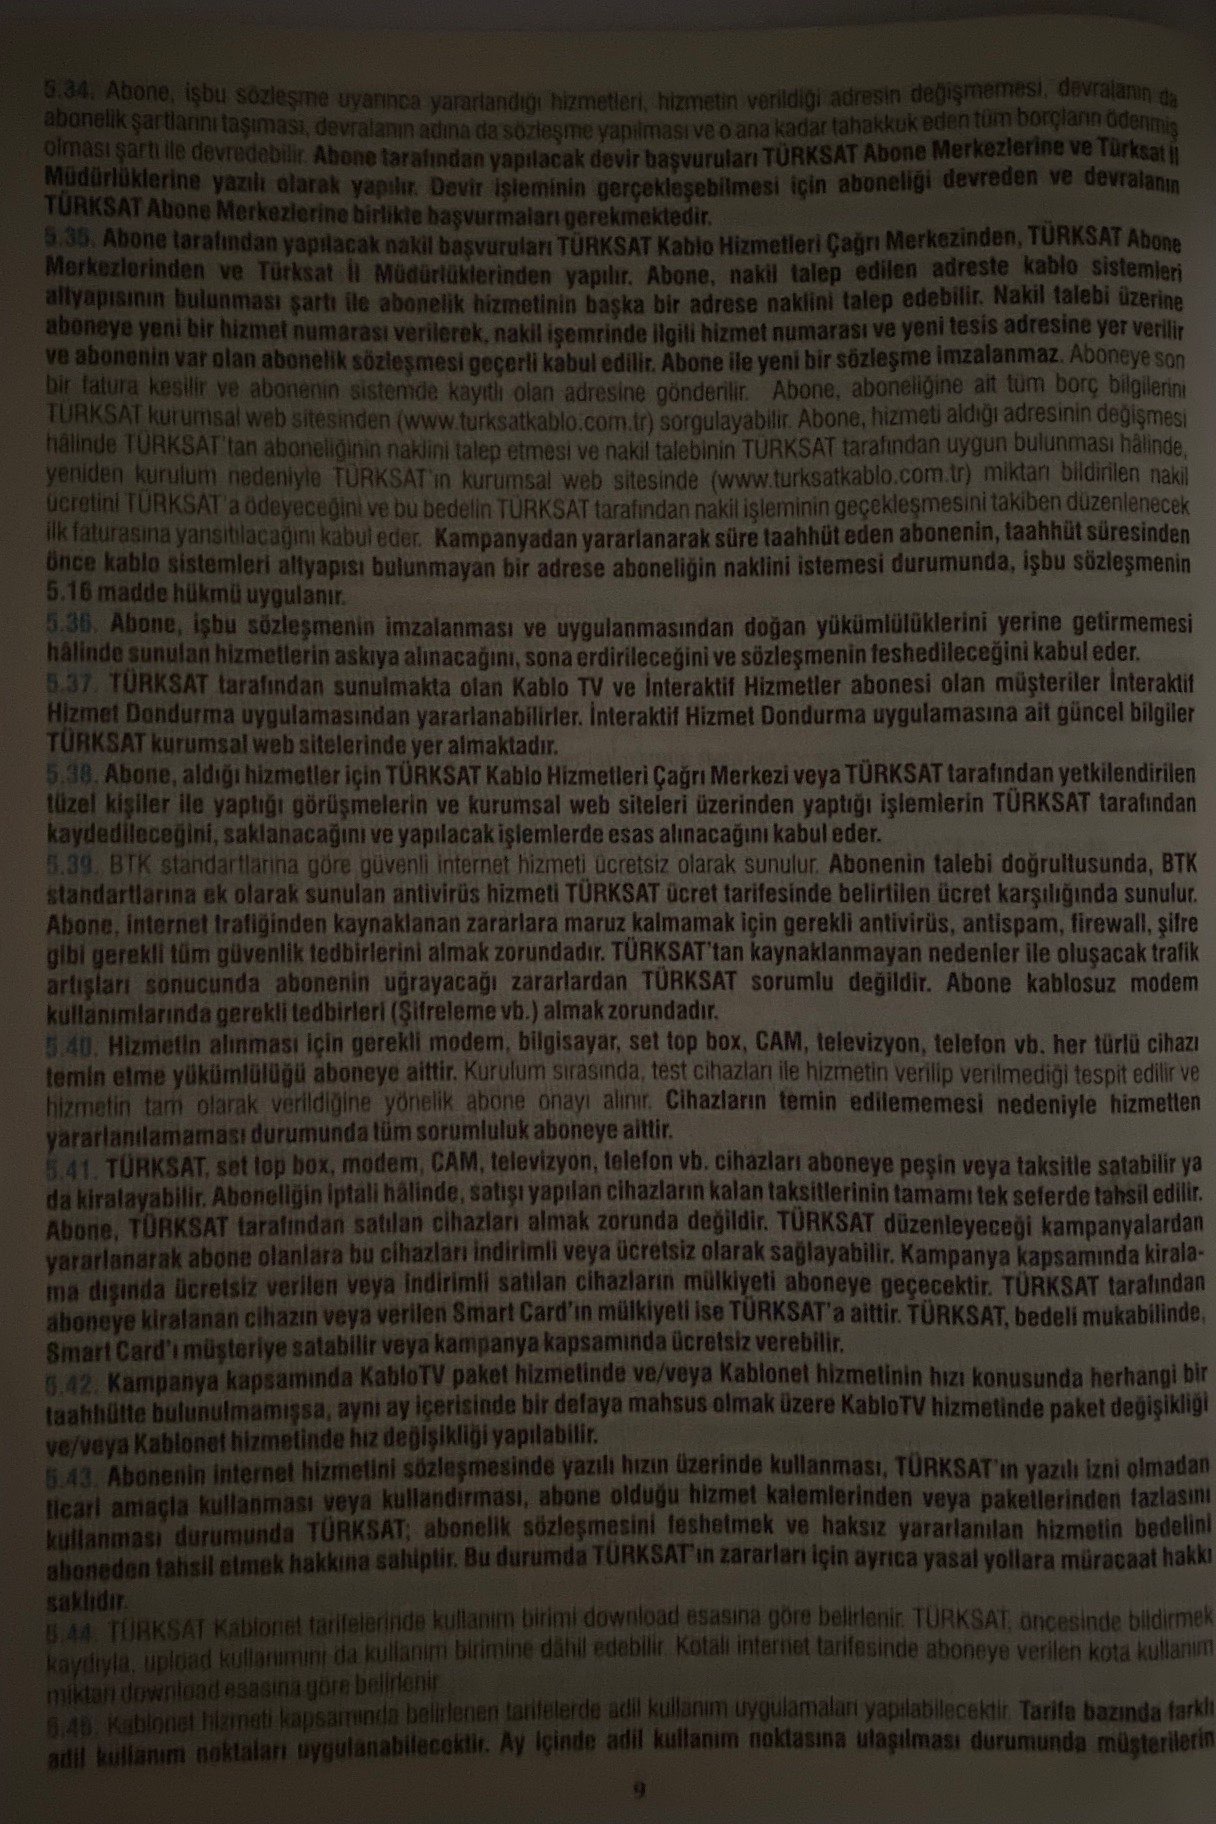 5.34. Abone, işbu sözleşme uyarınca yararlandığı hizmetleri, hizmetin verildiği adresin değişmemesi, devralanın da
abonelik şartlarını taşıması, devralanın adına da sözleşme yapılması ve o ana kadar tahakkuk eden tüm borçların ödenmiş
olması şartı ile devredebilir. Abone tarafından yapılacak devir başvuruları TÜRKSAT Abone Merkezlerine ve Türksat İl
Müdürlüklerine yazılı olarak yapılır. Devir işleminin gerçekleşebilmesi için aboneliği devreden ve devralanın
TÜRKSAT Abone Merkezlerine birlikte başvurmaları gerekmektedir.
5.35. Abone tarafından yapılacak nakil başvuruları TÜRKSAT Kablo Hizmetleri Çağrı Merkezinden, TÜRKSAT Abone
Merkezlerinden ve Türksat İl Müdürlüklerinden yapılır. Abone, nakil talep edilen adreste kablo sistemleri
altyapısının bulunması şartı ile abonelik hizmetinin başka bir adrese naklini talep edebilir. Nakil talebi üzerine
aboneye yeni bir hizmet numarası verilerek, nakil işemrinde ilgili hizmet numarası ve yeni tesis adresine yer verilir
ve abonenin var olan abonelik sözleşmesi geçerli kabul edilir. Abone ile yeni bir sözleşme imzalanmaz. Aboneye son
bir fatura kesilir ve abonenin sistemde kayıtlı olan adresine gönderilir. Abone, aboneliğine ait tüm borç bilgilerini
TÜRKSAT kurumsal web sitesinden (www.turksatkablo.com.tr) sorgulayabilir. Abone, hizmeti aldığı adresinin değişmesi
hâlinde TÜRKSAT'tan aboneliğinin naklini talep etmesi ve nakil talebinin TÜRKSAT tarafından uygun bulunması hâlinde,
yeniden kurulum nedeniyle TÜRKSAT'ın kurumsal web sitesinde (www.turksatkablo.com.tr) miktarı bildirilen nakil
ücretini TÜRKSAT'a ödeyeceğini ve bu bedelin TÜRKSAT tarafından nakil işleminin geçekleşmesini takiben düzenlenecek
ilk faturasına yansıtılacağını kabul eder. Kampanyadan yararlanarak süre taahhüt eden abonenin, taahhüt süresinden
önce kablo sistemleri altyapısı bulunmayan bir adrese aboneliğin naklini istemesi durumunda, işbu sözleşmenin
5.16 madde hükmü uygulanır.
5.36. Abone, işbu sözleşmenin imzalanması ve uygulanmasından doğan yükümlülüklerini yerine getirmemesi
hâlinde sunulan hizmetlerin askıya alınacağını, sona erdirileceğini ve sözleşmenin feshedileceğini kabul eder.
5.37. TÜRKSAT tarafından sunulmakta olan Kablo TV ve İnteraktif Hizmetler abonesi olan müşteriler İnteraktif
Hizmet Dondurma uygulamasından yararlanabilirler. İnteraktif Hizmet Dondurma uygulamasına ait güncel bilgiler
TÜRKSAT kurumsal web sitelerinde yer almaktadır.
5.38. Abone, aldığı hizmetler için TÜRKSAT Kablo Hizmetleri Çağrı Merkezi veya TÜRKSAT tarafından yetkilendirilen
tüzel kişiler ile yaptığı görüşmelerin ve kurumsal web siteleri üzerinden yaptığı işlemlerin TÜRKSAT tarafından
kaydedileceğini, saklanacağını ve yapılacak işlemlerde esas alınacağını kabul eder.
5.39. BTK standartlarına göre güvenli internet hizmeti ücretsiz olarak sunulur. Abonenin talebi doğrultusunda, BTK
standartlarına ek olarak sunulan antivirüs hizmeti TÜRKSAT ücret tarifesinde belirtilen ücret karşılığında sunulur.
Abone, internet trafiğinden kaynaklanan zararlara maruz kalmamak için gerekli antivirüs, antispam, firewall, şifre
gibi gerekli tüm güvenlik tedbirlerini almak zorundadır. TÜRKSAT'tan kaynaklanmayan nedenler ile oluşacak trafik
artışları sonucunda abonenin uğrayacağı zararlardan TÜRKSAT sorumlu değildir. Abone kablosuz modem
kullanımlarında gerekli tedbirleri (Şifreleme vb.) almak zorundadır.
5.40. Hizmetin alınması için gerekli modem, bilgisayar, set top box, CAM, televizyon, telefon vb. her türlü cihazı
temin etme yükümlülüğü aboneye aittir. Kurulum sırasında, test cihazları ile hizmetin verilip verilmediği tespit edilir ve
hizmetin tam olarak verildiğine yönelik abone onayı alınır. Cihazların temin edilememesi nedeniyle hizmetten
yararlanılamaması durumunda tüm sorumluluk aboneye aittir.
5.41. TÜRKSAT, set top box, modem, CAM, televizyon, telefon vb. cihazları aboneye peşin veya taksitle satabilir ya
da kiralayabilir. Aboneliğin iptali hâlinde, satışı yapılan cihazların kalan taksitlerinin tamamı tek seferde tahsil edilir.
Abone, TÜRKSAT tarafından satılan cihazları almak zorunda değildir. TÜRKSAT düzenleyeceği kampanyalardan
yararlanarak abone olanlara bu cihazları indirimli veya ücretsiz olarak sağlayabilir. Kampanya kapsamında kirala-
ma dışında ücretsiz verilen veya indirimli satılan cihazların mülkiyeti aboneye geçecektir. TÜRKSAT tarafından
aboneye kiralanan cihazın veya verilen Smart Card'ın mülkiyeti ise TÜRKSAT'a aittir. TÜRKSAT, bedeli mukabilinde,
Smart Card'ı müşteriye satabilir veya kampanya kapsamında ücretsiz verebilir.
5.42. Kampanya kapsamında KabloTV paket hizmetinde ve/veya Kablonet hizmetinin hızı konusunda herhangi bir
taahhütte bulunulmamışsa, aynı ay içerisinde bir defaya mahsus olmak üzere KabloTV hizmetinde paket değişikliği
ve/veya Kablonet hizmetinde hız değişikliği yapılabilir.
5.43. Abonenin internet hizmetini sözleşmesinde yazılı hızın üzerinde kullanması, TÜRKSAT'ın yazılı izni olmadan
ticari amaçla kullanması veya kullandırması, abone olduğu hizmet kalemlerinden veya paketlerinden fazlasını
kullanması durumunda TÜRKSAT; abonelik sözleşmesini feshetmek ve haksız yararlanılan hizmetin bedelini
aboneden tahsil etmek hakkına sahiptir. Bu durumda TÜRKSAT'ın zararları için ayrıca yasal yollara müracaat hakkı
saklıdır.
5.44. TÜRKSAT Kablonet tarifelerinde kullanım birimi download esasına göre belirlenir. TÜRKSAT, öncesinde bildirmek
kaydıyla, upload kullanımını da kullanım birimine dâhil edebilir. Kotalı internet tarifesinde aboneye verilen kota kullanım
miktarı download esasına göre belirlenir.
5.45. Kablonet hizmeti kapsamında belirlenen tarifelerde adil kullanım uygulamaları yapılabilecektir. Tarife bazında farklı
adil kullanım noktaları uygulanabilecektir. Ay içinde adil kullanım noktasına ulaşılması durumunda müşterilerin
9